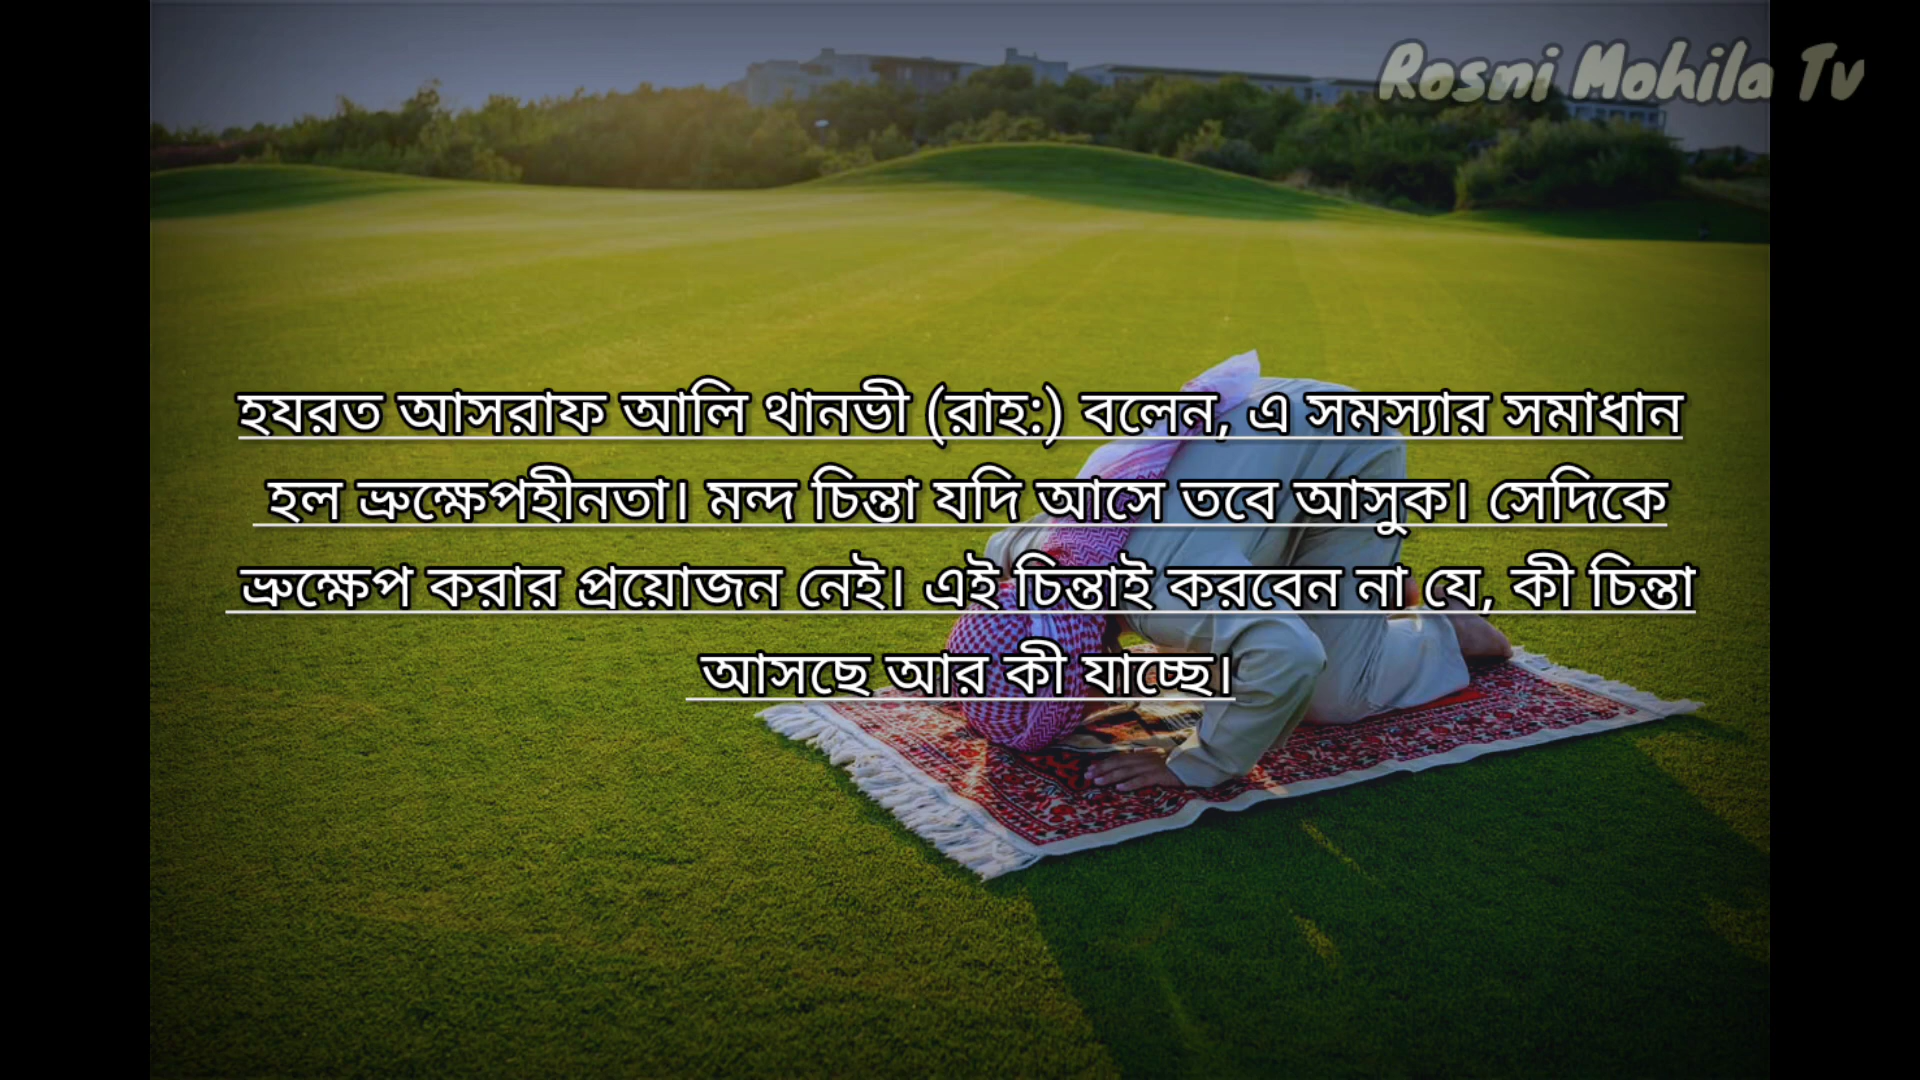 Rosni Mohila Tv
হযরত আসরাফ আলি থানভী (রাহ:) বলেন, এ সমস্যার সমাধান
হল ভ্রুক্ষেপহীনতা। মন্দ চিন্তা যদি আসে তবে আসুক। সেদিকে
ভ্রুক্ষেপ করার প্রয়োজন নেই। এই চিন্তাই করবেন না যে, কী চিন্তা
আসছে আর কী যাচ্ছে।